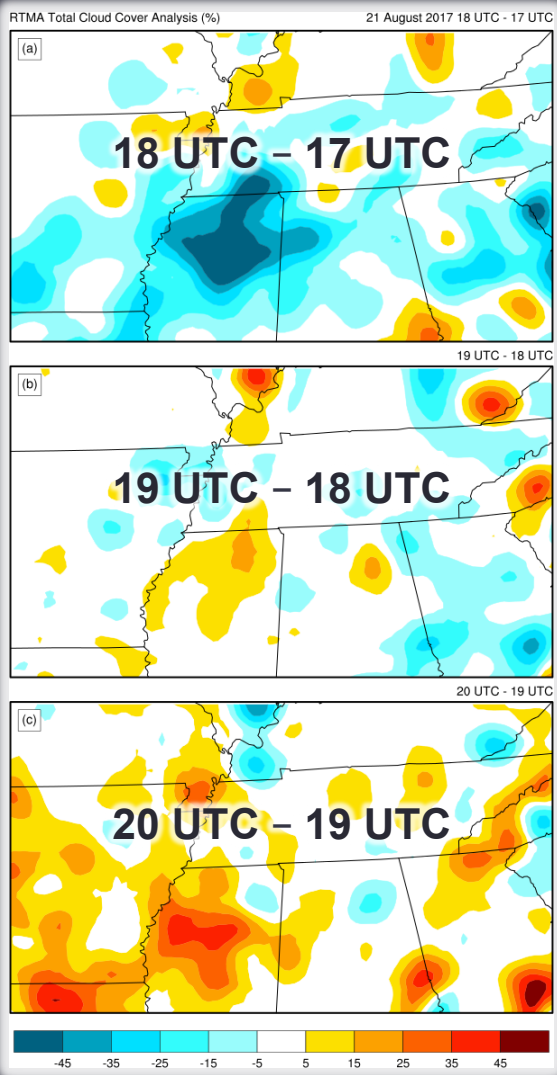 RTMA Total Cloud Cover Analysis (%) 21 August 2017 18 UTC - 17 UTC
(a)
18 UTC – 17 UTC
19 UTC - 18 UTC
(b)
19 UTC – 18 UTC
20 UTC - 19 UTC
(c)
20 UTC – 19 UTC
-45 -35 -25 -15 -5 5 15 25 35 45